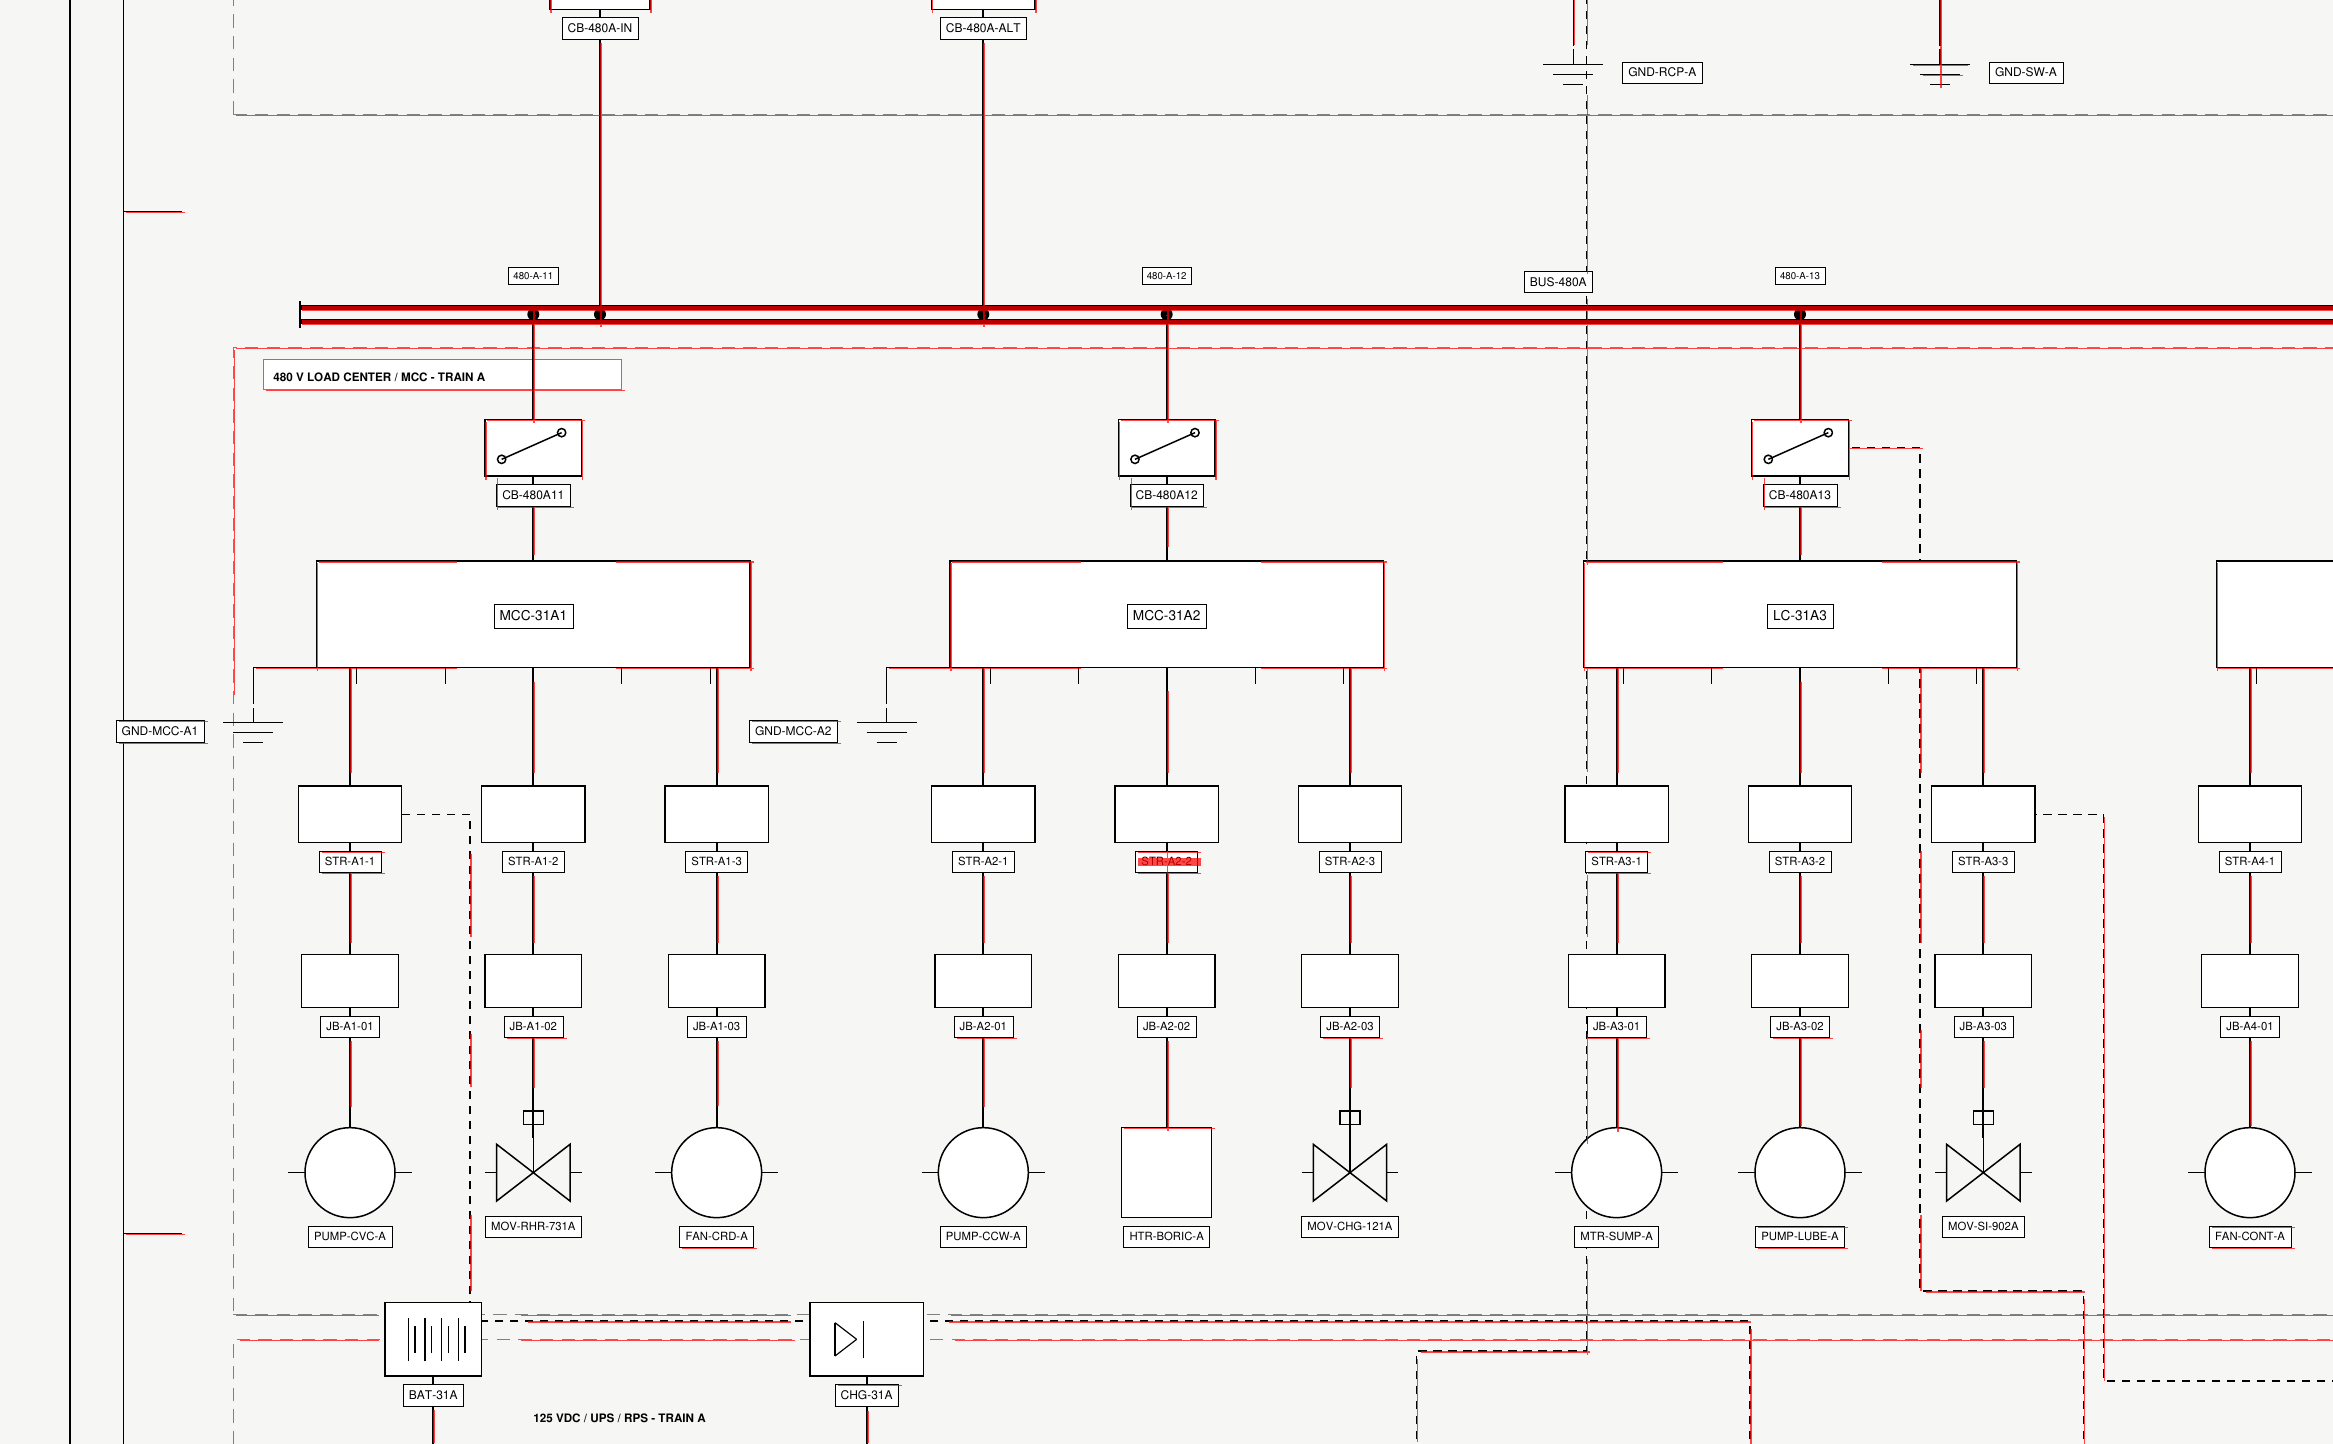 CB-480A-IN
CB-480A-ALT
GND-RCP-A
GND-SW-A
480-A-11
480-A-12
BUS-480A
480-A-13
480 V LOAD CENTER / MCC - TRAIN A
CB-480A11
CB-480A12
CB-480A13
MCC-31A1
MCC-31A2
LC-31A3
GND-MCC-A1
GND-MCC-A2
STR-A1-1
STR-A1-2
STR-A1-3
STR-A2-1
STR-A2-2
STR-A2-3
STR-A3-1
STR-A3-2
STR-A3-3
STR-A4-1
JB-A1-01
JB-A1-02
JB-A1-03
JB-A2-01
JB-A2-02
JB-A2-03
JB-A3-01
JB-A3-02
JB-A3-03
JB-A4-01
PUMP-CVC-A
MOV-RHR-731A
FAN-CRD-A
PUMP-CCW-A
HTR-BORIC-A
MOV-CHG-121A
MTR-SUMP-A
PUMP-LUBE-A
MOV-SI-902A
FAN-CONT-A
BAT-31A
CHG-31A
125 VDC / UPS / RPS - TRAIN A